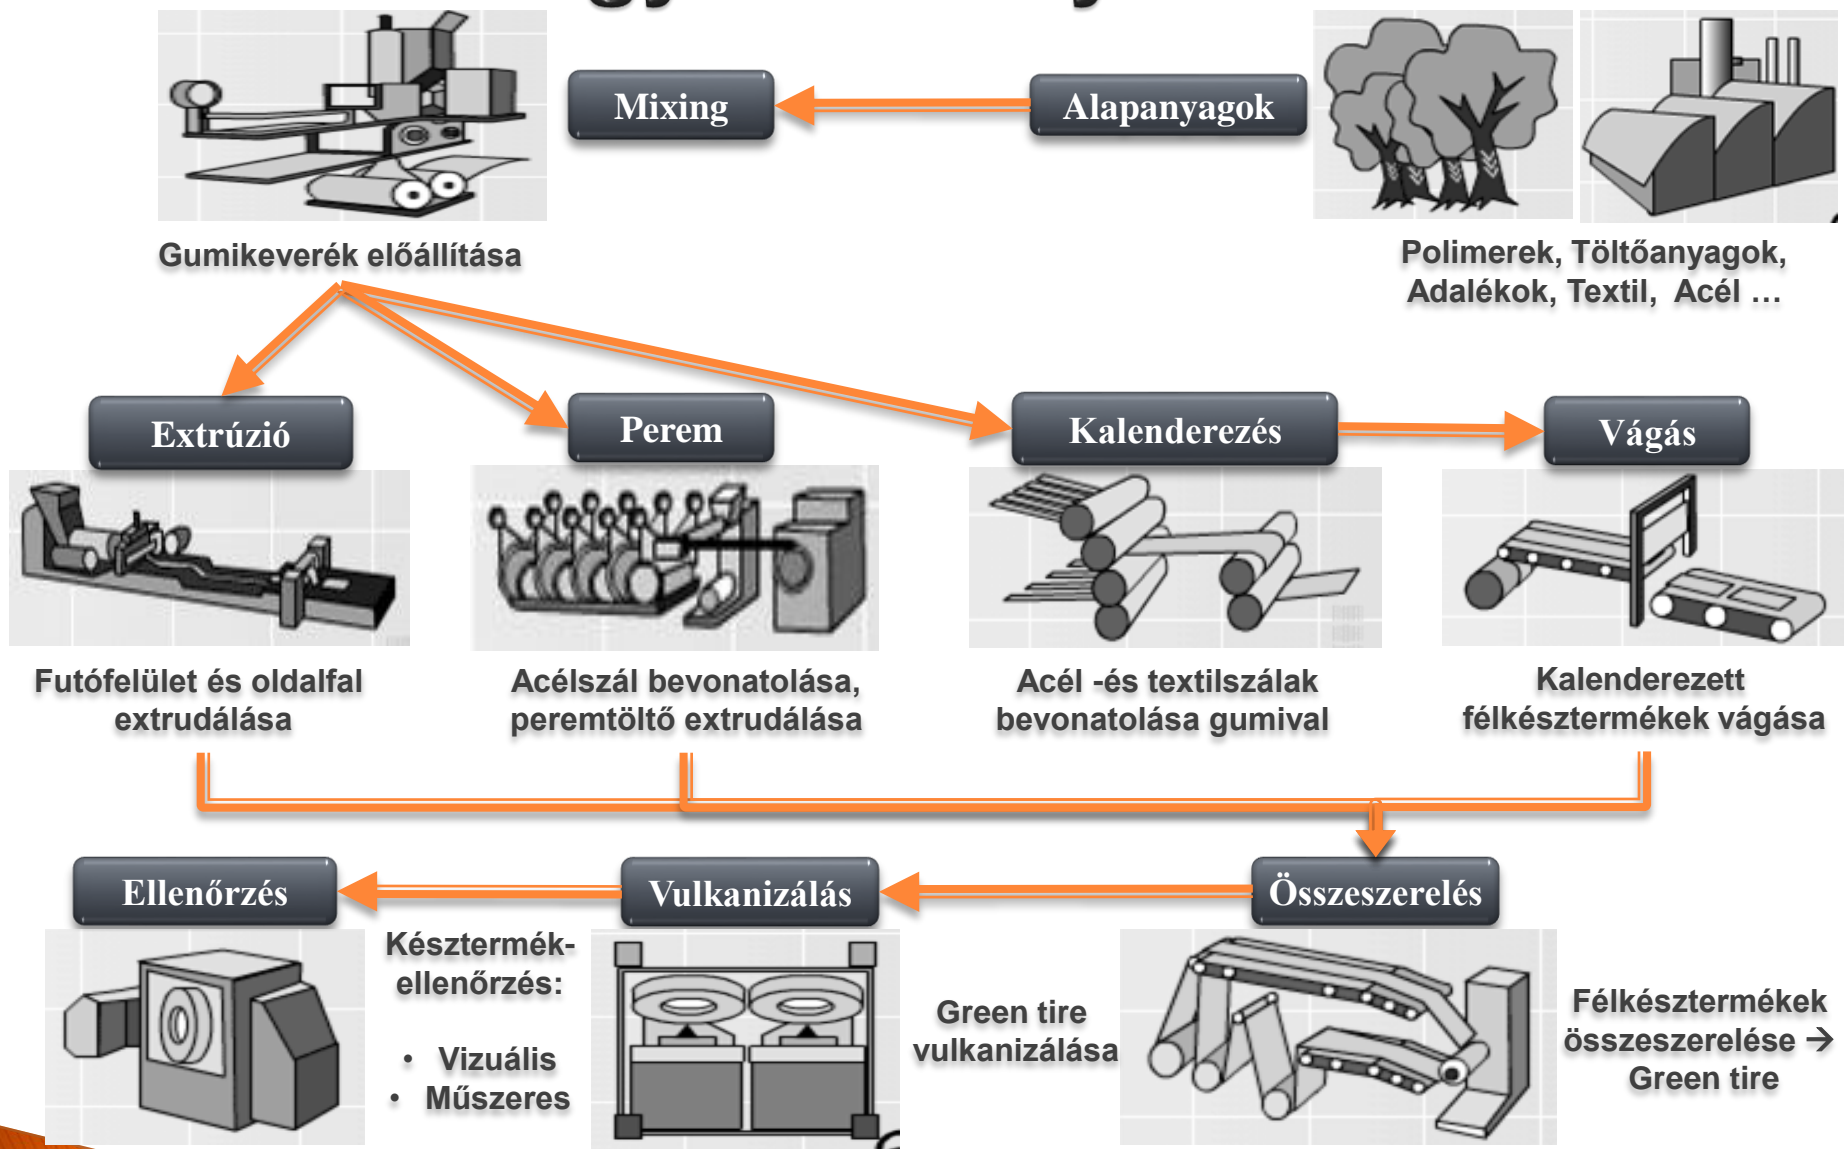 Mixing
Alapanyagok
Gumikeverék előállítása
Polimerek, Töltőanyagok,
Adalékok, Textil, Acél ...
Extrúzió
Perem
Kalenderezés
Vágás
Futófelület és oldalfal
extrudálása
Acélszál bevonatolása,
peremtöltő extrudálása
Acél -és textilszálak
bevonatolása gumival
Kalenderezett
félkésztermékek vágása
Ellenőrzés
Vulkanizálás
Összeszerelés
Késztermék-
ellenőrzés:
• Vizuális
• Műszeres
Green tire
vulkanizálása
Félkésztermékek
összeszerelése →
Green tire